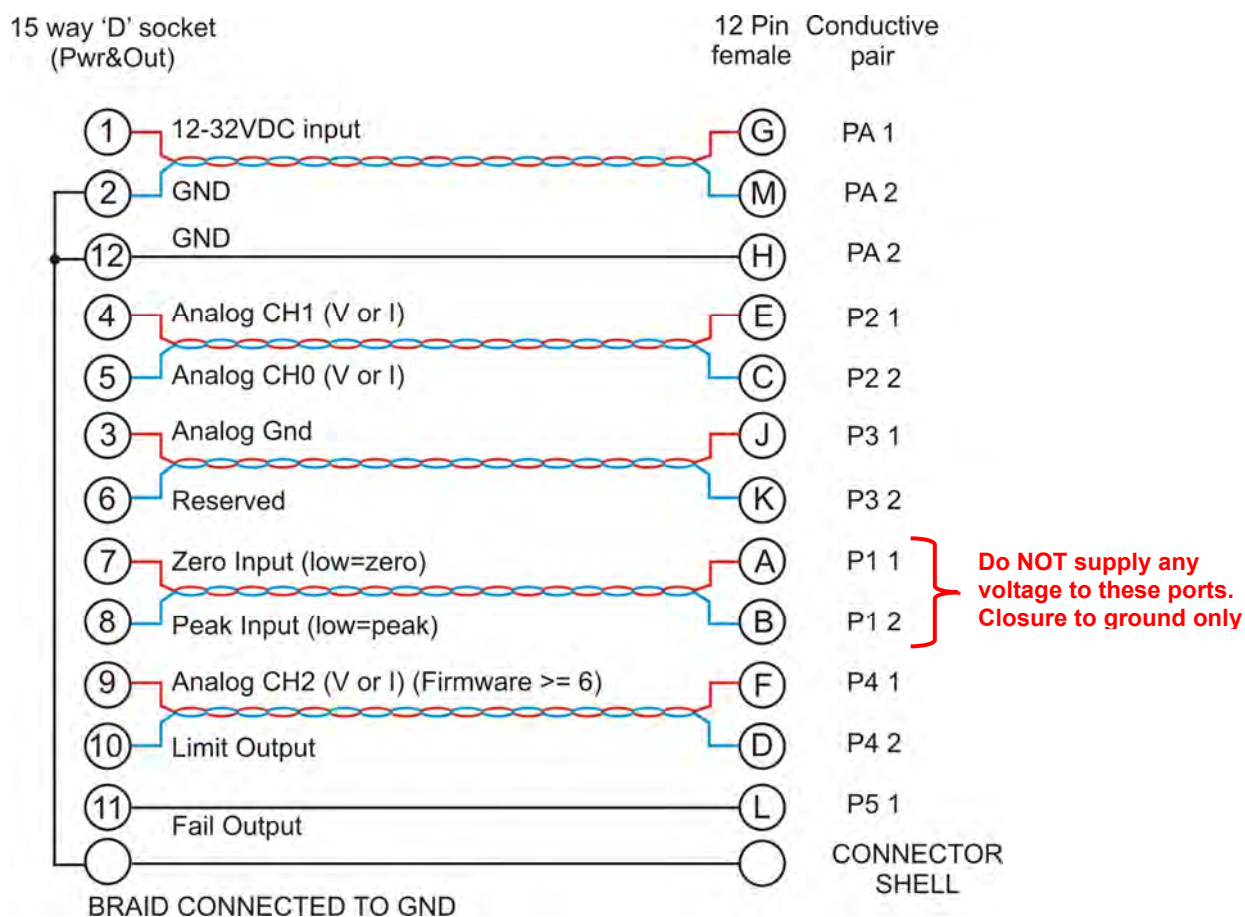 15 way 'D' socket
(Pwr&Out)
12 Pin
female
Conductive
pair
1 12-32VDC input G PA 1
2 GND M PA 2
12 GND H PA 2
4 Analog CH1 (V or I) E P2 1
5 Analog CH0 (V or I) C P2 2
3 Analog Gnd J P3 1
6 Reserved K P3 2
7 Zero Input (low=zero) A P1 1
8 Peak Input (low=peak) B P1 2
Do NOT supply any
voltage to these ports.
Closure to ground only
9 Analog CH2 (V or I) (Firmware >= 6) F P4 1
10 Limit Output D P4 2
11 Fail Output L P5 1
CONNECTOR
SHELL
BRAID CONNECTED TO GND